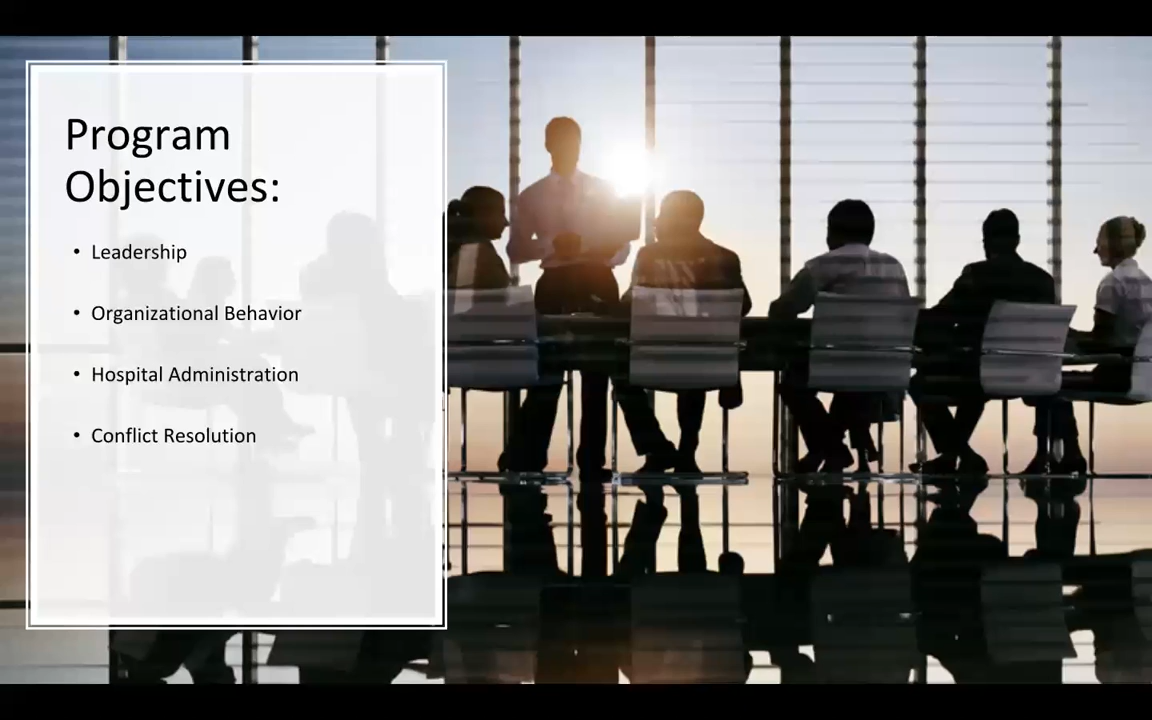 Program
Objectives:
• Leadership
• Organizational Behavior
• Hospital Administration
• Conflict Resolution